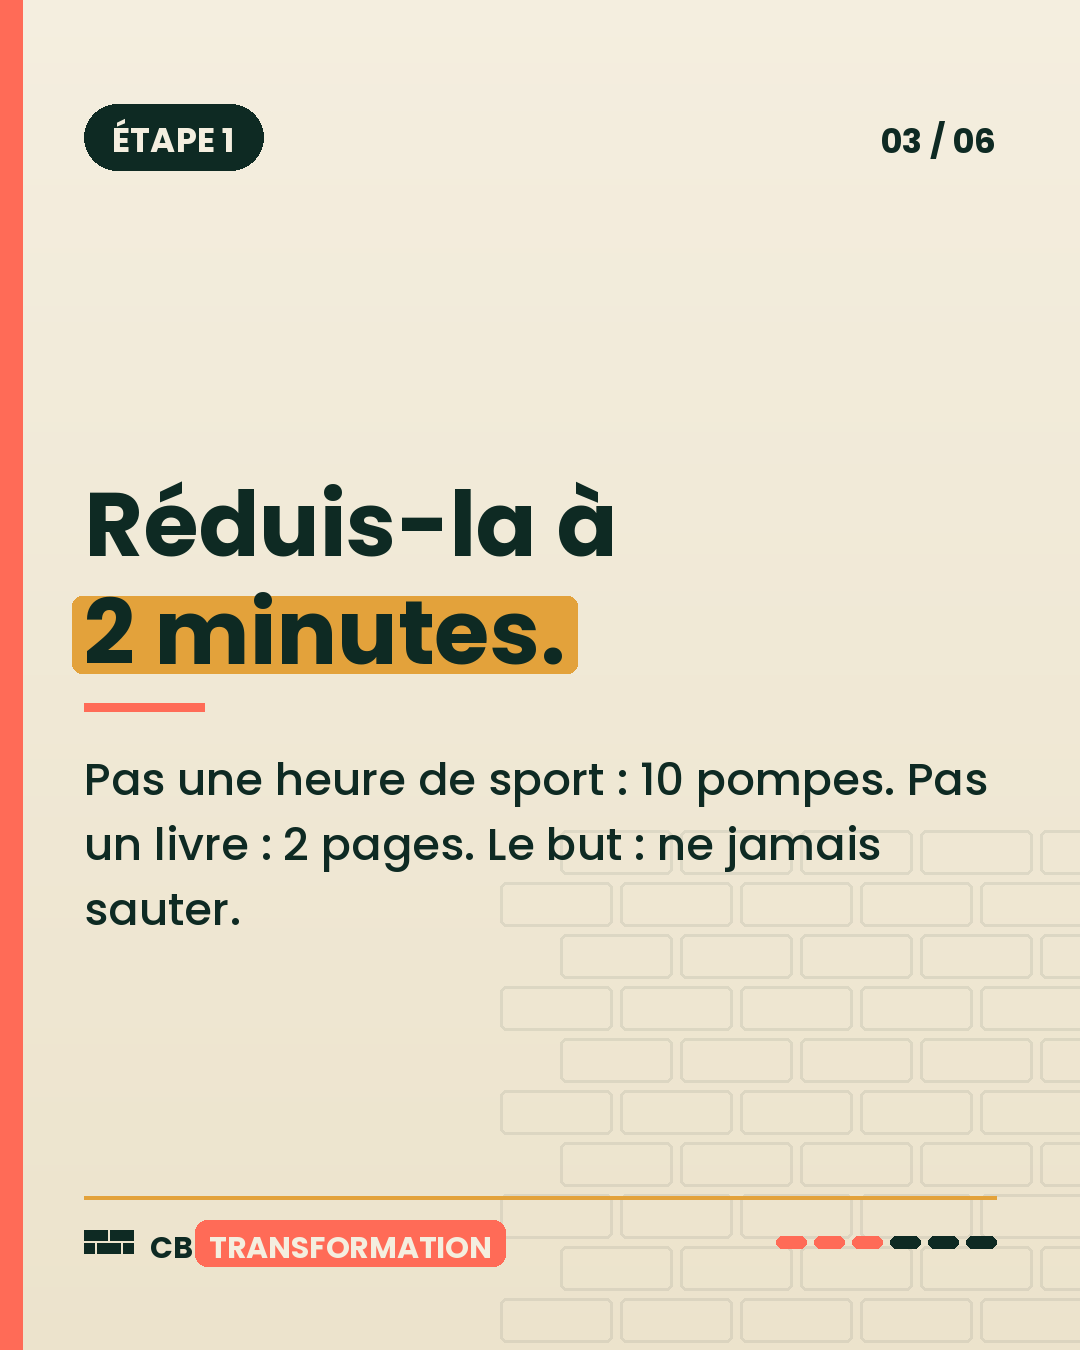 ÉTAPE 1
03 / 06
Réduis-la à
2 minutes.
Pas une heure de sport : 10 pompes. Pas
un livre : 2 pages. Le but : ne jamais
sauter.
CB TRANSFORMATION